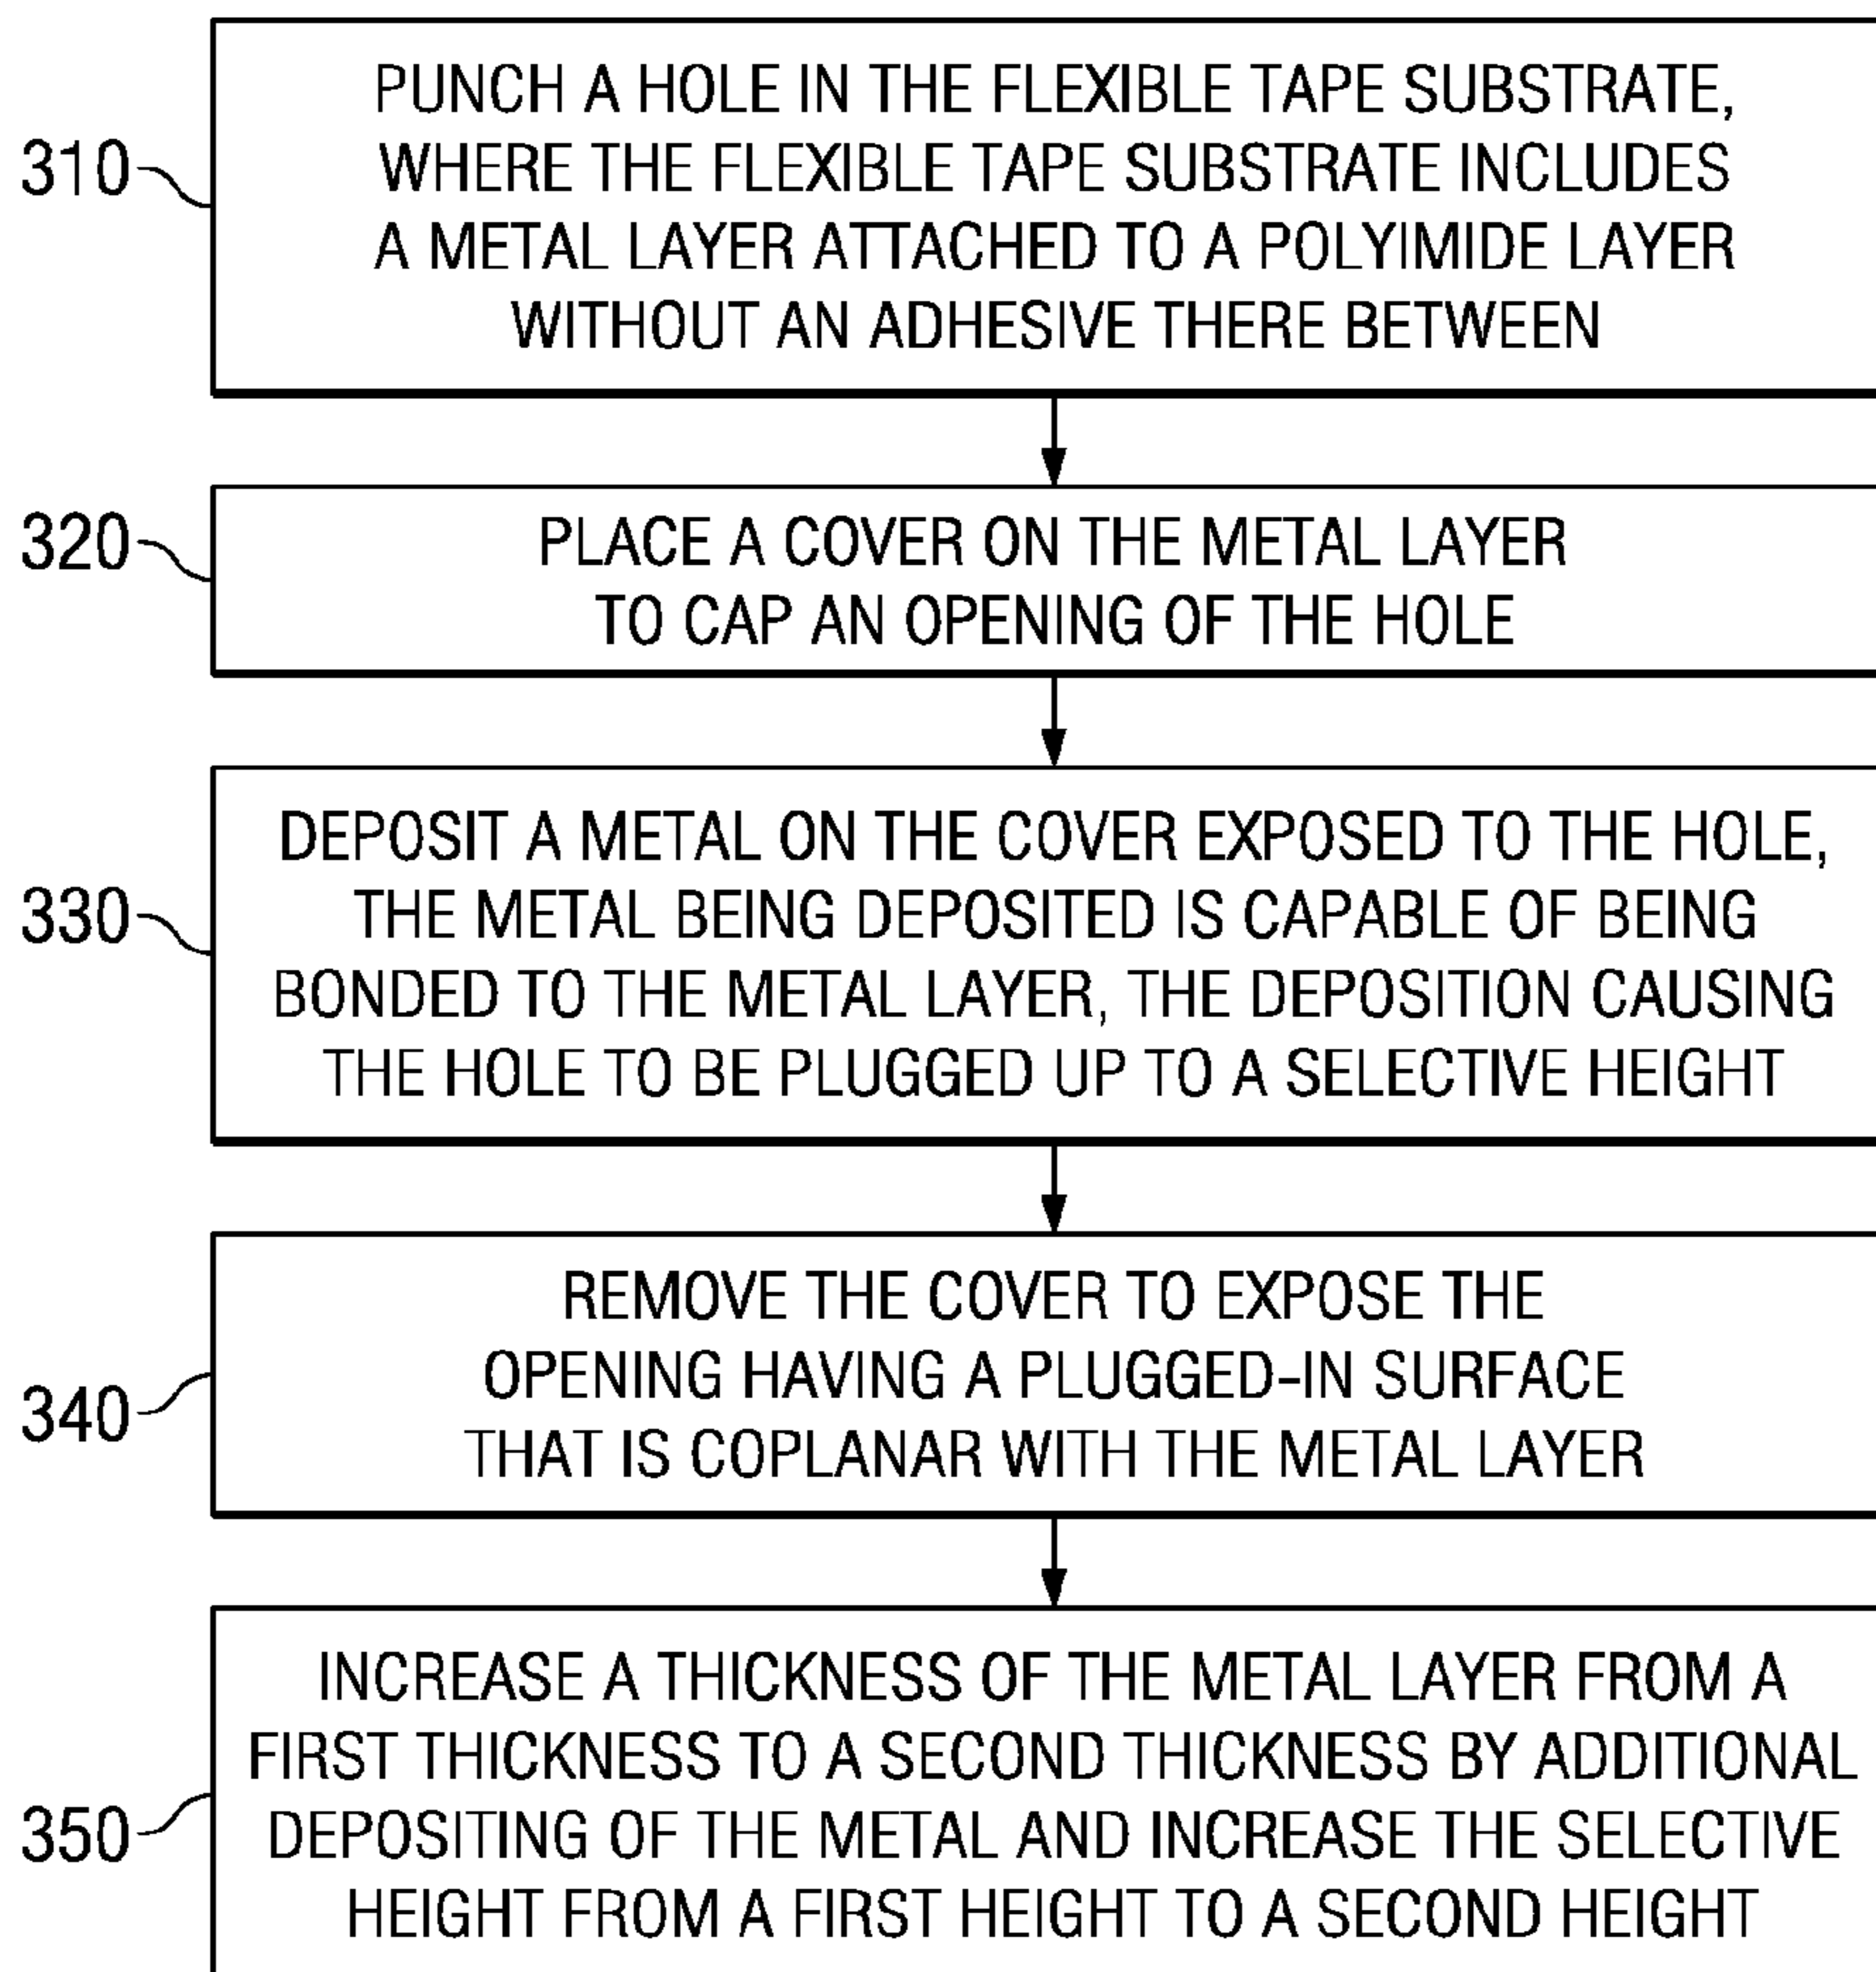 310
PUNCH A HOLE IN THE FLEXIBLE TAPE SUBSTRATE,
WHERE THE FLEXIBLE TAPE SUBSTRATE INCLUDES
A METAL LAYER ATTACHED TO A POLYIMIDE LAYER
WITHOUT AN ADHESIVE THERE BETWEEN
320
PLACE A COVER ON THE METAL LAYER
TO CAP AN OPENING OF THE HOLE
330
DEPOSIT A METAL ON THE COVER EXPOSED TO THE HOLE,
THE METAL BEING DEPOSITED IS CAPABLE OF BEING
BONDED TO THE METAL LAYER, THE DEPOSITION CAUSING
THE HOLE TO BE PLUGGED UP TO A SELECTIVE HEIGHT
340
REMOVE THE COVER TO EXPOSE THE
OPENING HAVING A PLUGGED-IN SURFACE
THAT IS COPLANAR WITH THE METAL LAYER
350
INCREASE A THICKNESS OF THE METAL LAYER FROM A
FIRST THICKNESS TO A SECOND THICKNESS BY ADDITIONAL
DEPOSITING OF THE METAL AND INCREASE THE SELECTIVE
HEIGHT FROM A FIRST HEIGHT TO A SECOND HEIGHT